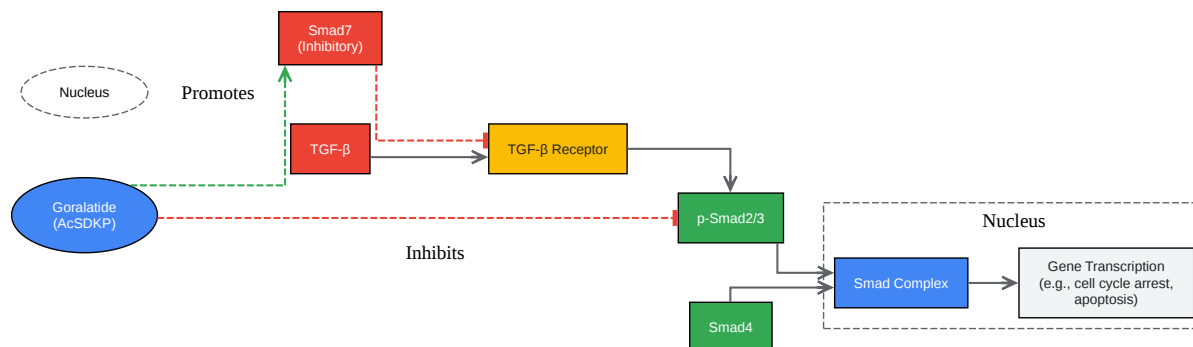 Smad7
(Inhibitory)
Nucleus
Promotes
TGF-β
TGF-β Receptor
Goralatide
(AcSDKP)
p-Smad2/3
Inhibits
Nucleus
Smad Complex
Gene Transcription
(e.g., cell cycle arrest,
apoptosis)
Smad4